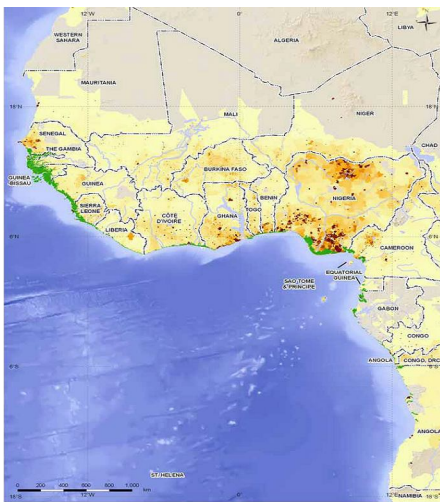 12°W
0°
12°E
WESTERN
SAHARA
ALGERIA
LIBYA
MAURITANIA
18°N
MALI
NIGER
SENEGAL
THE GAMBIA
CHAD
BURKINA FASO
GUINEA
BISSAU
GUINEA
BENIN
NIGERIA
SIERRA
LEONE
CÔTE
D'IVOIRE
GHANA
TOGO
LIBERIA
6°N
CAMEROON
EQUATORIAL
GUINEA
SAO TOME
& PRINCIPE
GABON
CONGO
ANGOLA
CONGO, DRC
6°S
ANGOLA
ST. HELENA
0 200 400 600 800 1,000
km
18°S
12°W
0°
12°E
18°S
NAMIBIA